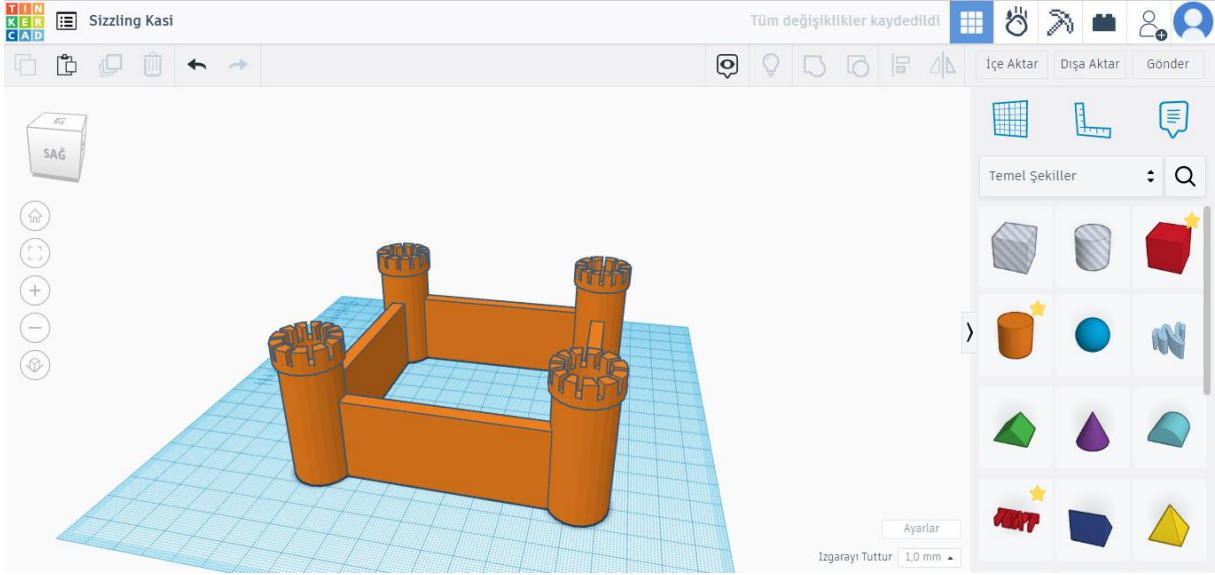 TIN
KER
CAD
Sizzling Kasi
Tüm değişiklikler kaydedildi
İçe Aktar
Dışa Aktar
Gönder
SAĞ
Temel Şekiller
TEXT
Ayarlar
Izgarayı Tuttur 1,0 mm